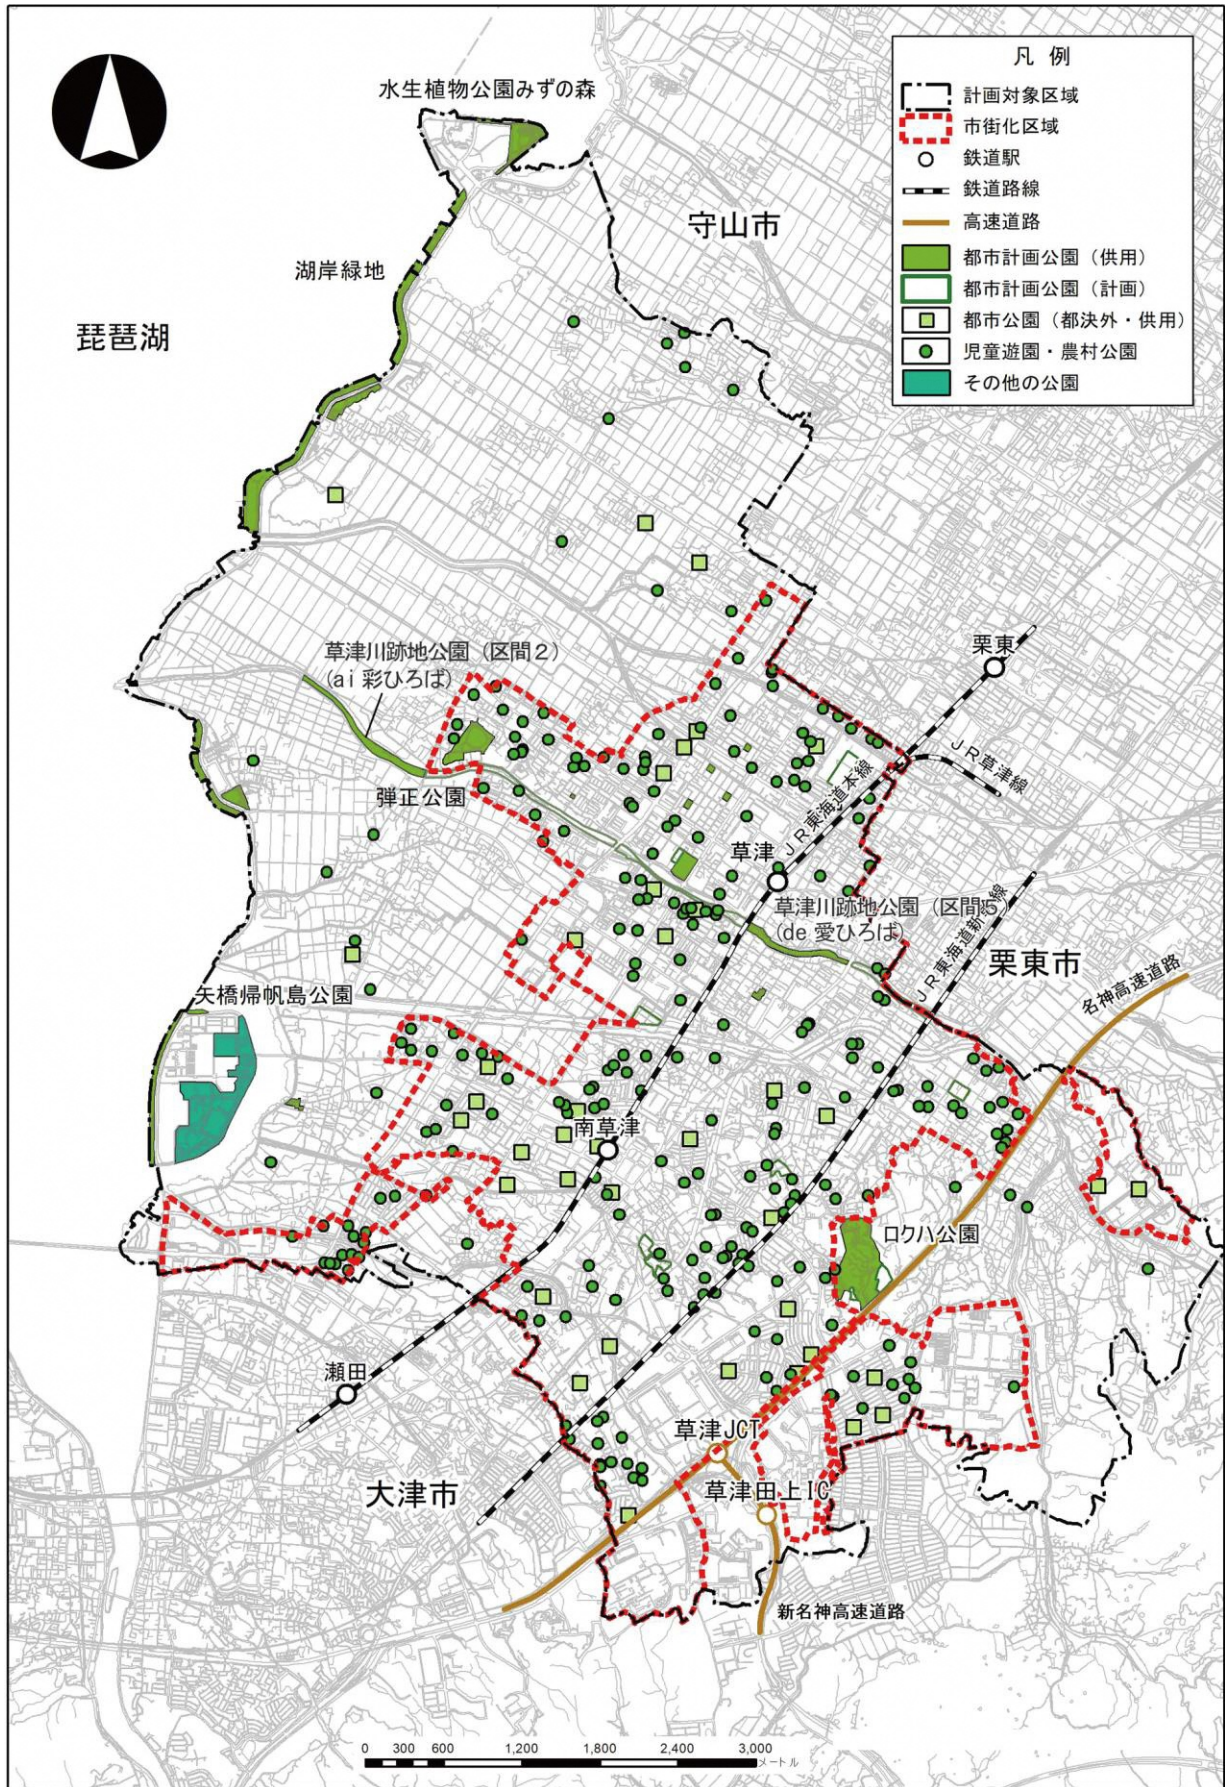 凡 例
計画対象区域
市街化区域
鉄道駅
鉄道路線
高速道路
都市計画公園（供用）
都市計画公園（計画）
都市公園（都決外・供用）
児童遊園・農村公園
その他の公園
水生植物公園みずの森
守山市
湖岸緑地
琵琶湖
栗東
草津川跡地公園（区間２）
(ai 彩ひろば)
ＪＲ草津線
ＪＲ東海道本線
弾正公園
草津
草津川跡地公園（区間５）
(de 愛ひろば)
ＪＲ東海道新幹線
栗東市
名神高速道路
矢橋帰帆島公園
南草津
ロクハ公園
瀬田
草津JCT
大津市
草津田上IC
新名神高速道路
0 300 600 1,200 1,800 2,400 3,000
メートル